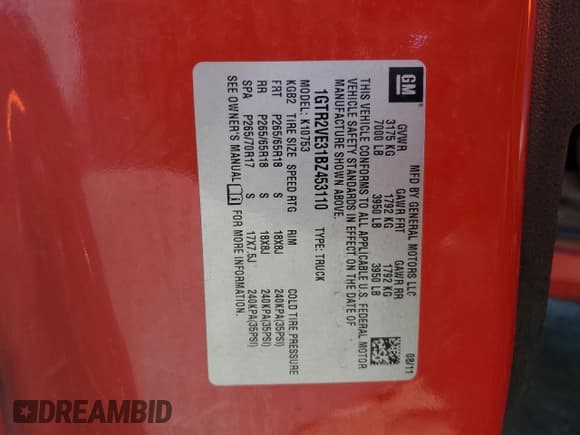 GM
®
MFD BY GENERAL MOTORS LLC 08/11
GVWR GAWR FRT GAWR RR
3175 KG 1792 KG 1792 KG
7000 LB 3950 LB 3950 LB
THIS VEHICLE CONFORMS TO ALL APPLICABLE U.S. FEDERAL MOTOR
VEHICLE SAFETY STANDARDS IN EFFECT ON THE DATE OF
MANUFACTURE SHOWN ABOVE.
1GTR2VE31BZ453110 TYPE: TRUCK
MODEL: K10753
KGB2 TIRE SIZE SPEED RTG RIM COLD TIRE PRESSURE
FRT P265/65R18 S 18X8J 240KPA(35PSI)
RR P265/65R18 S 18X8J 240KPA(35PSI)
SPA P265/70R17 S 17X7.5J 240KPA(35PSI)
SEE OWNER'S MANUAL FOR MORE INFORMATION.
DREAMBID